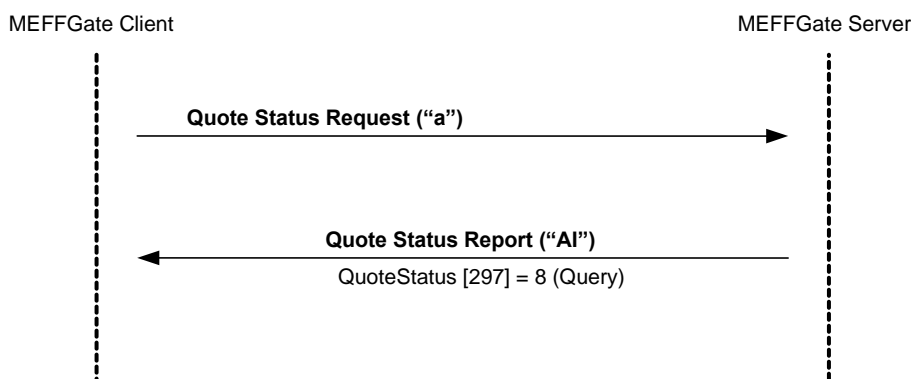 MEFFGate Client
MEFFGate Server
Quote Status Request (“a”)
Quote Status Report (“AI”)
QuoteStatus [297] = 8 (Query)